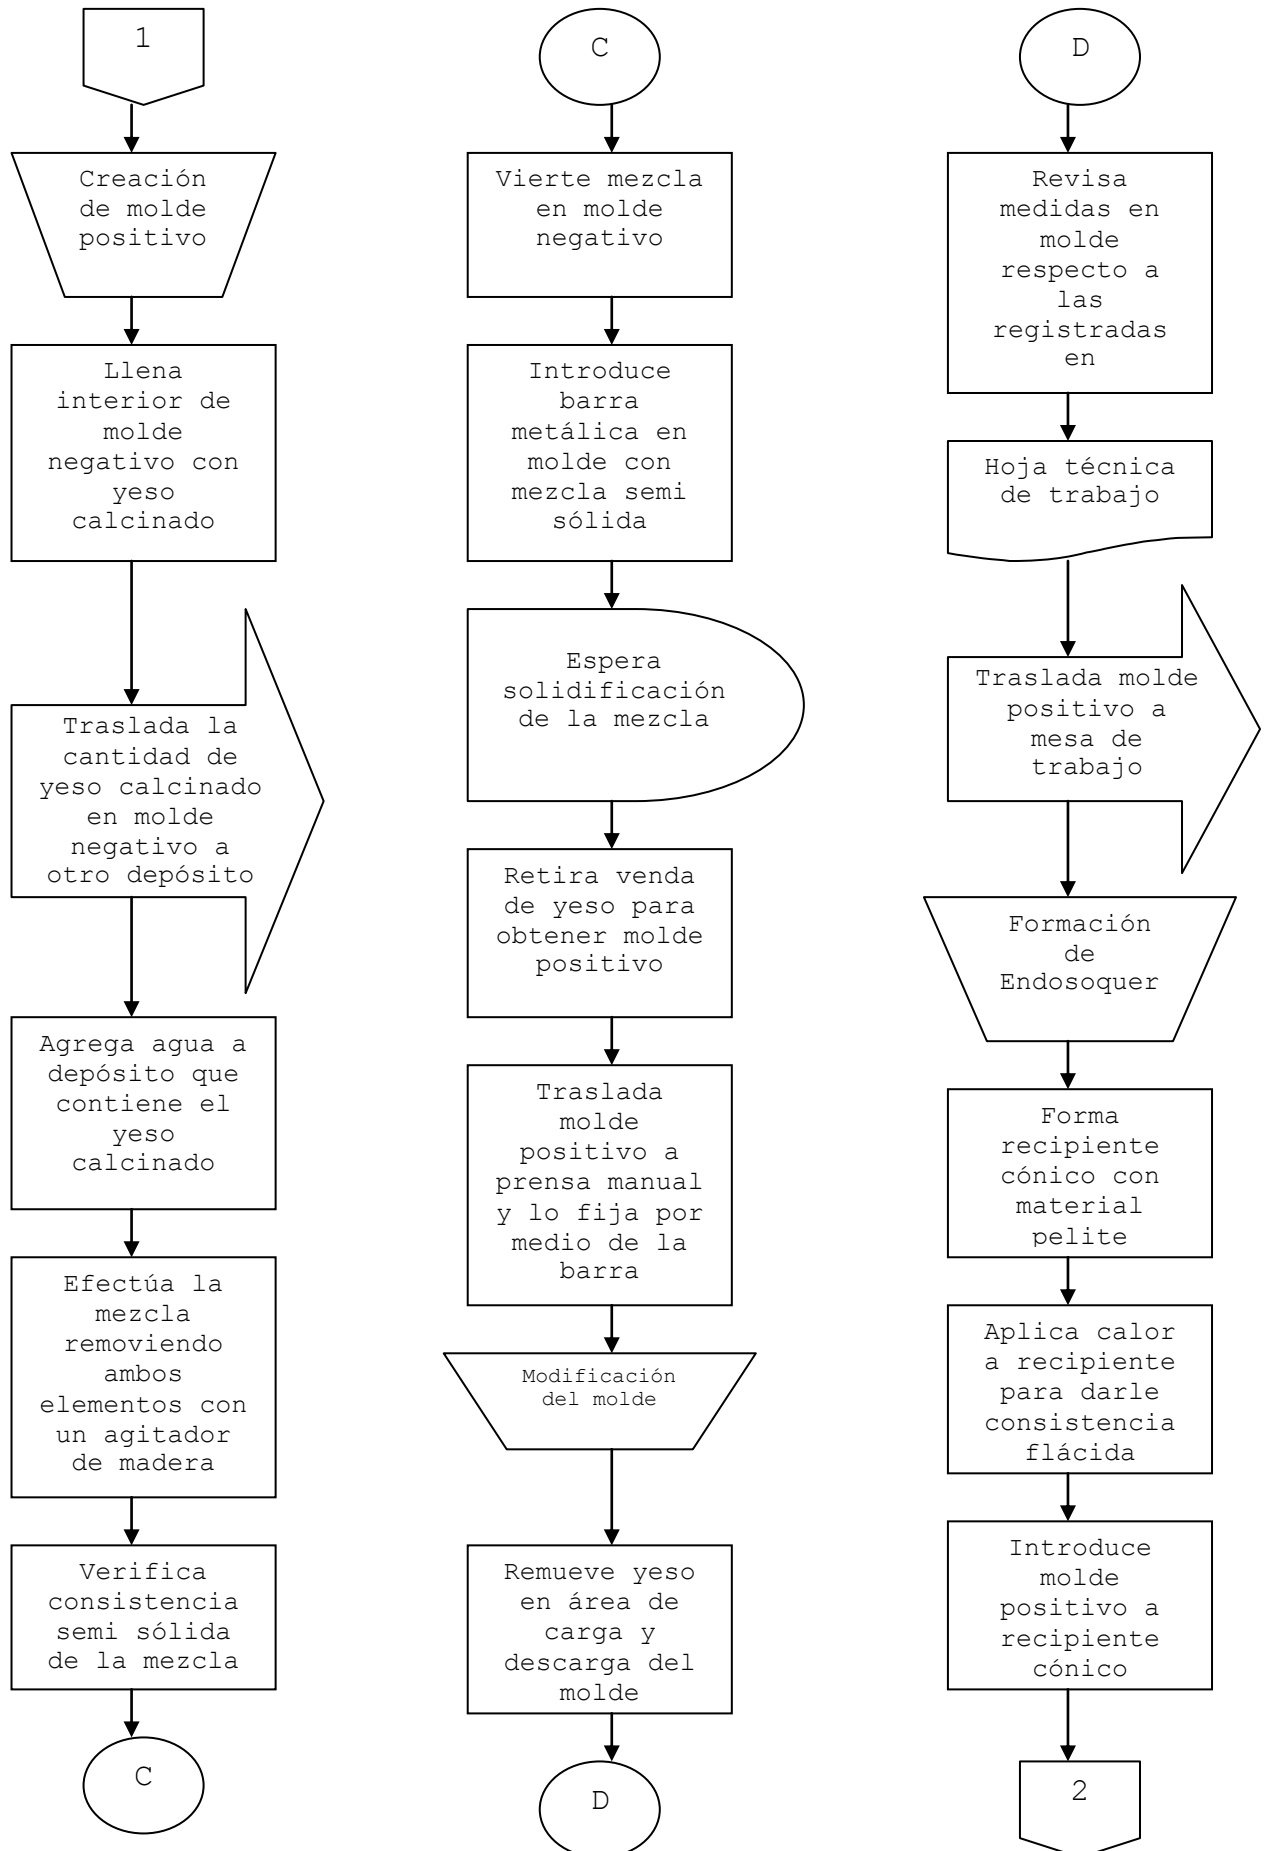 1
Creación
de molde
positivo
Llena
interior de
molde
negativo con
yeso
calcinado
Traslada la
cantidad de
yeso calcinado
en molde
negativo a
otro depósito
Agrega agua a
depósito que
contiene el
yeso
calcinado
Efectúa la
mezcla
removiendo
ambos
elementos con
un agitador
de madera
Verifica
consistencia
semi sólida
de la mezcla
C
C
Vierte mezcla
en molde
negativo
Introduce
barra
metálica en
molde con
mezcla semi
sólida
Espera
solidificación
de la mezcla
Retira venda
de yeso para
obtener molde
positivo
Traslada
molde
positivo a
prensa manual
y lo fija por
medio de la
barra
Modificación
del molde
Remueve yeso
en área de
carga y
descarga del
molde
D
D
Revisa
medidas en
molde
respecto a
las
registradas
en
Hoja técnica
de trabajo
Traslada molde
positivo a
mesa de
trabajo
Formación
de
Endosoquer
Forma
recipiente
cónico con
material
pelite
Aplica calor
a recipiente
para darle
consistencia
flácida
Introduce
molde
positivo a
recipiente
cónico
2